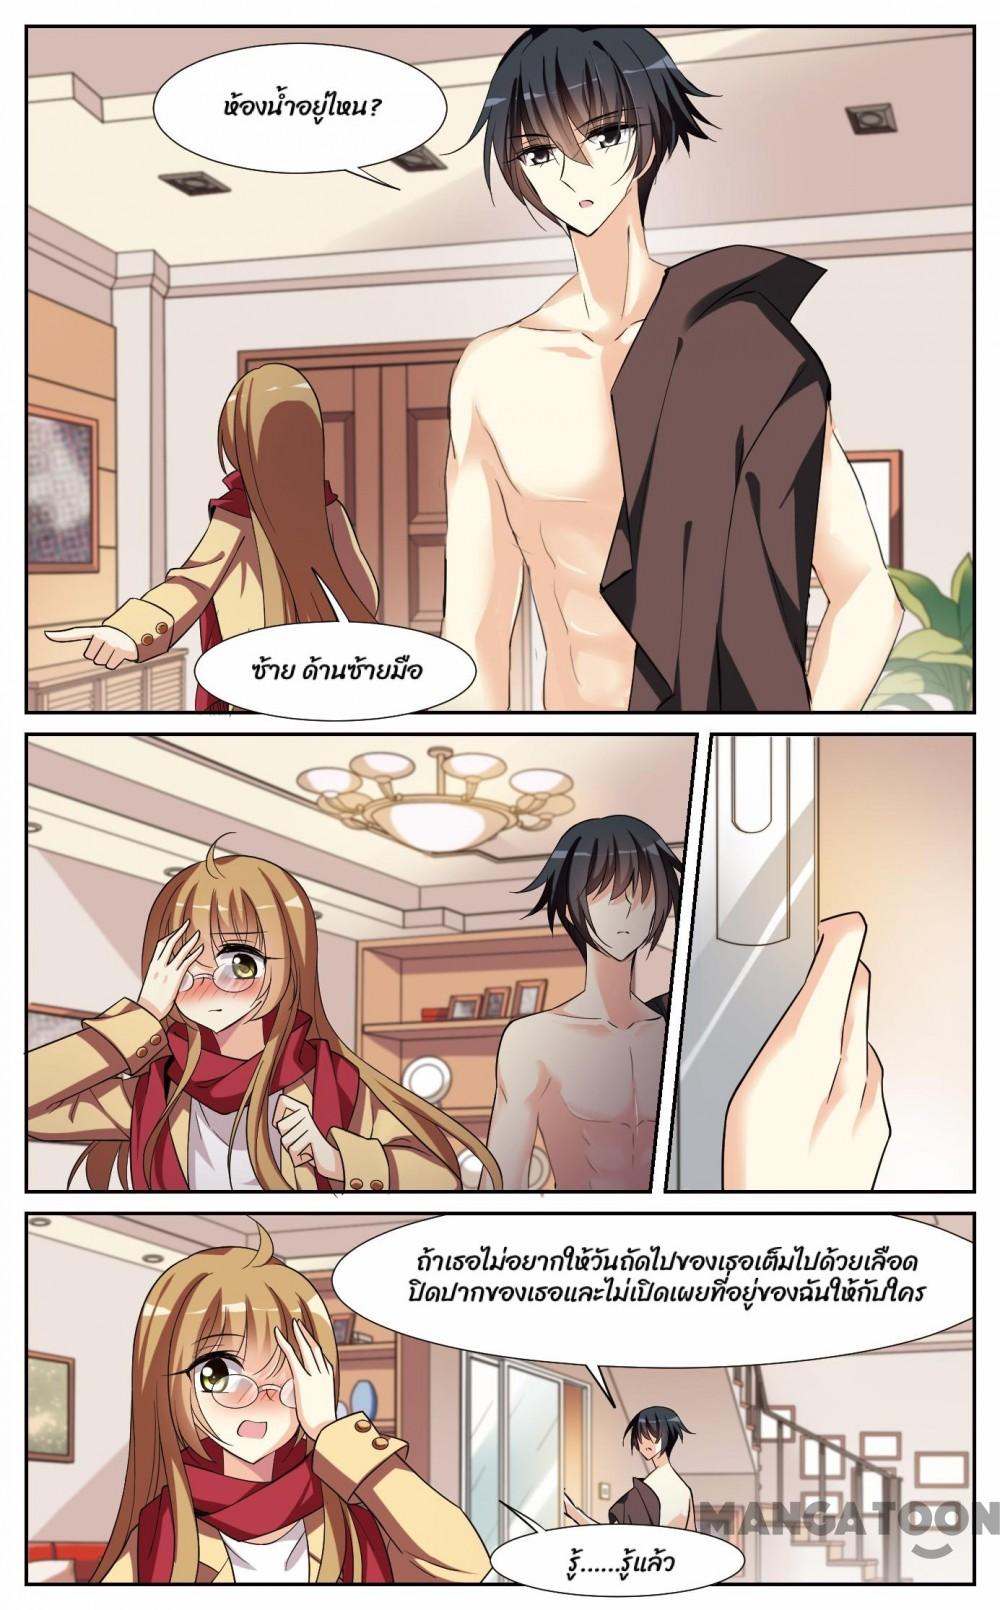 ห้องน้ำอยู่ไหน?
ซ้าย ด้านซ้ายมือ
ถ้าเธอไม่อยากให้วันถัดไปของเธอเต็มไปด้วยเลือด
ปิดปากของเธอและไม่เปิดเผยที่อยู่ของฉันให้กับใคร
รู้......รู้แล้ว
MANGATOON